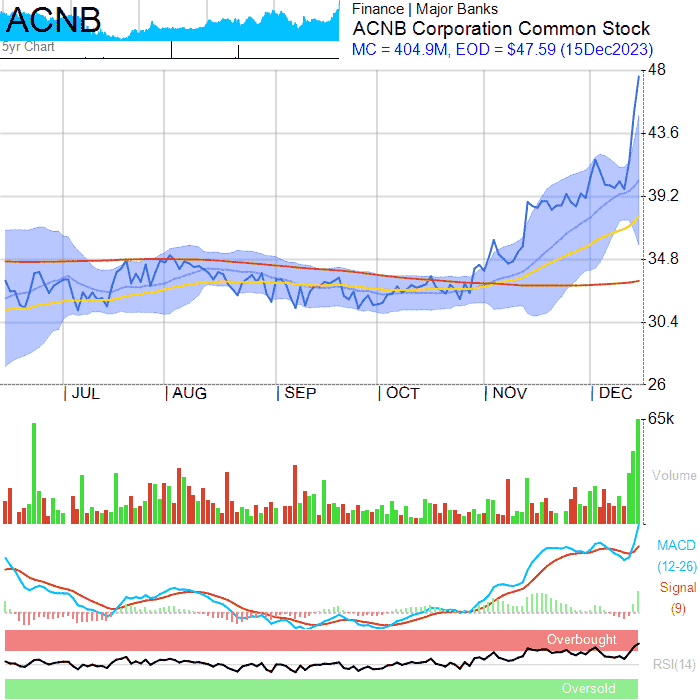 ACNB
5yr Chart
Finance | Major Banks
ACNB Corporation Common Stock
MC = 404.9M, EOD = $47.59 (15Dec2023)
48
43.6
39.2
34.8
30.4
26
| JUL | AUG | SEP | OCT | NOV | DEC
65k
Volume
MACD
(12-26)
Signal
(9)
Overbought
RSI(14)
Oversold